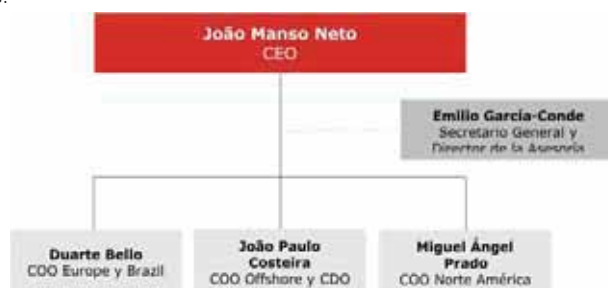 João Manso Neto
CEO
Emilio García-Conde
Secretario General y
Director de la Asesoría
Duarte Bello
COO Europe y Brazil
João Paulo
Costeira
COO Offshore y CDO
Miguel Ángel
Prado
COO Norte América